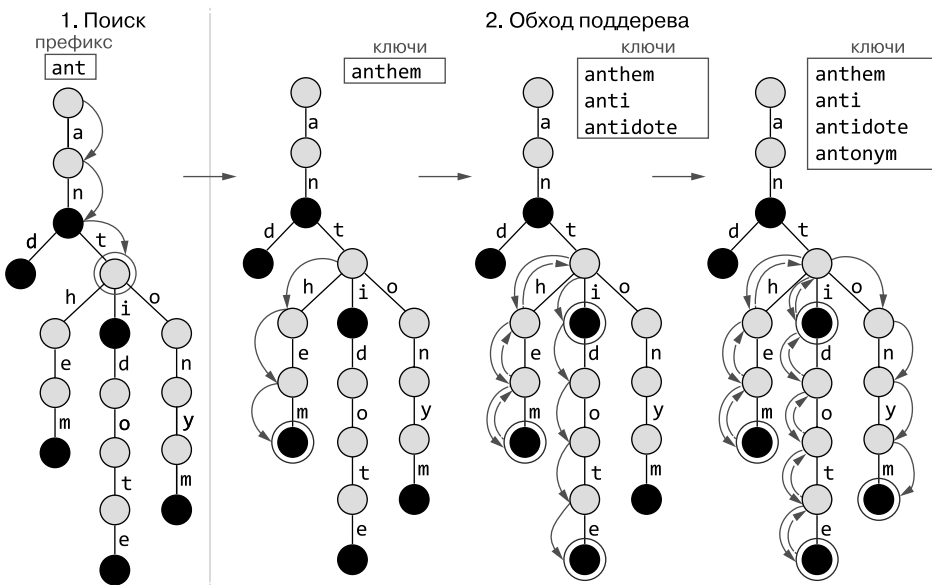 1. Поиск
2. Обход поддерева
префикс
ant
ключи
anthem
ключи
anthem
anti
antidote
ключи
anthem
anti
antidote
antonym
a
n
d t
h i o
e d n
m o y
t m
e
a
n
d t
h i o
e d n
m o y
t m
e
a
n
d t
h i o
e d n
m o y
t m
e
a
n
d t
h i o
e d n
m o y
t m
e